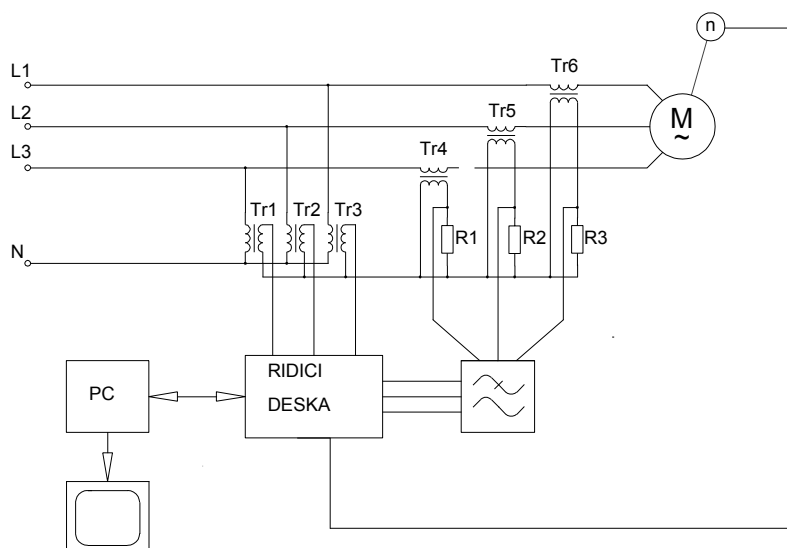 n
Tr6
L1
Tr5
L2
M
~
Tr4
L3
Tr1 Tr2 Tr3
R1 R2 R3
N
RIDICI
DESKA
PC